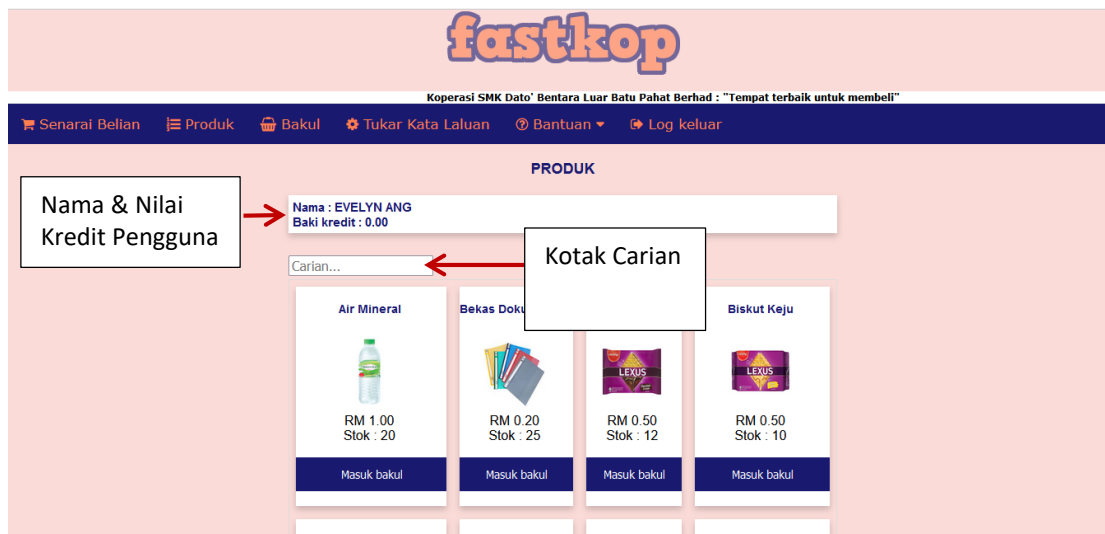 fastkop
Koperasi SMK Dato' Bentara Luar Batu Pahat Berhad : "Tempat terbaik untuk membeli"
Senarai Belian Produk Bakul Tukar Kata Laluan Bantuan Log keluar
PRODUK
Nama & Nilai
Kredit Pengguna
Nama : EVELYN ANG
Baki kredit : 0.00
Kotak Carian
Carian...
Air Mineral
Bekas
Biskut Keju
LEXUS
LEXUS
RM 1.00
Stok : 20
RM 0.20
Stok : 25
RM 0.50
Stok : 12
RM 0.50
Stok : 10
Masuk bakul
Masuk bakul
Masuk bakul
Masuk bakul